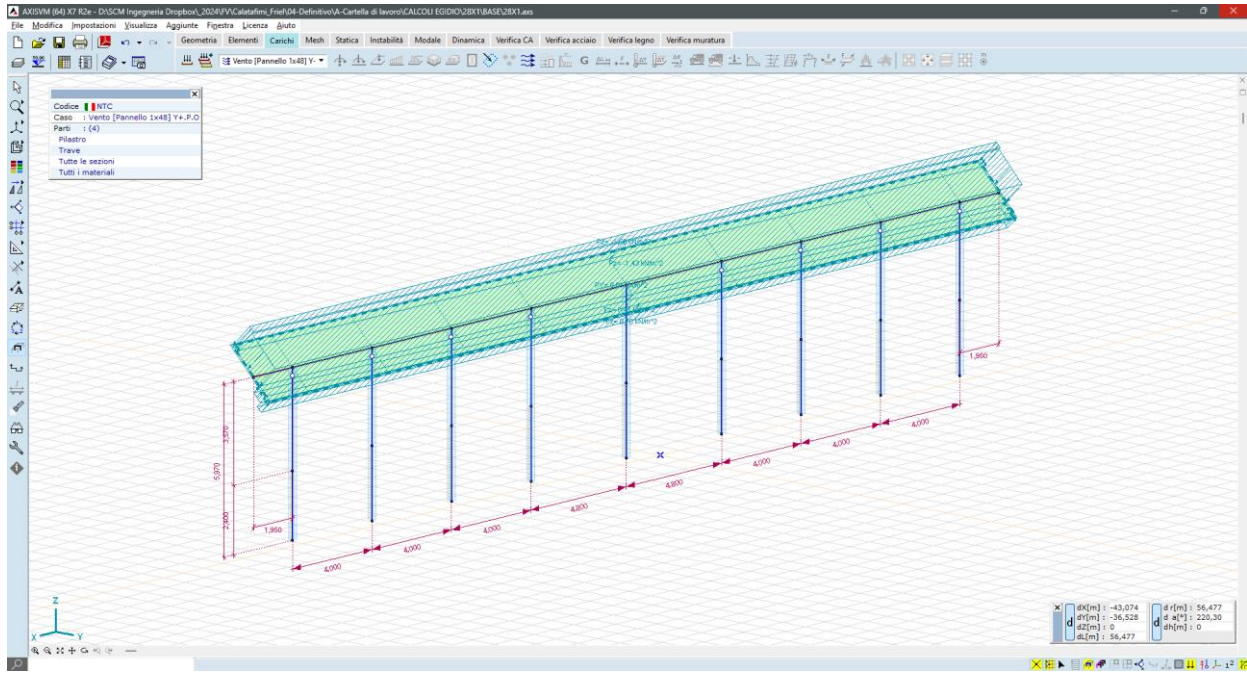 AXISVM (64) X7 R2e - D:\SCM Ingegneria Dropbox\_2024\FV\Calatafimi_Friel\04-Definitivo\A-Cartella di lavoro\CALCOLI EGIDIO\28X1\BASE\28X1.axs
File Modifica Impostazioni Visualizza Aggiunte Finestra Licenza Aiuto
Geometria Elementi Carichi Mesh Statica Instabilità Modale Dinamica Verifica CA Verifica acciaio Verifica legno Verifica muratura
Vento [Pannello 1x48] Y-
Codice NTC
Caso : Vento [Pannello 1x48] Y+.P.O
Parti : (4)
Pilastro
Trave
Tutte le sezioni
Tutti i materiali
1,960
3,570
5,970
2,400
1,960
4,000
4,000
4,000
4,800
4,800
4,000
4,000
4,000
Z
X
Y
dX[m] : -43,074
dY[m] : -36,528
dZ[m] : 0
dL[m] : 56,477
d
d r[m] : 56,477
d a[°] : 220,30
dh[m] : 0
d